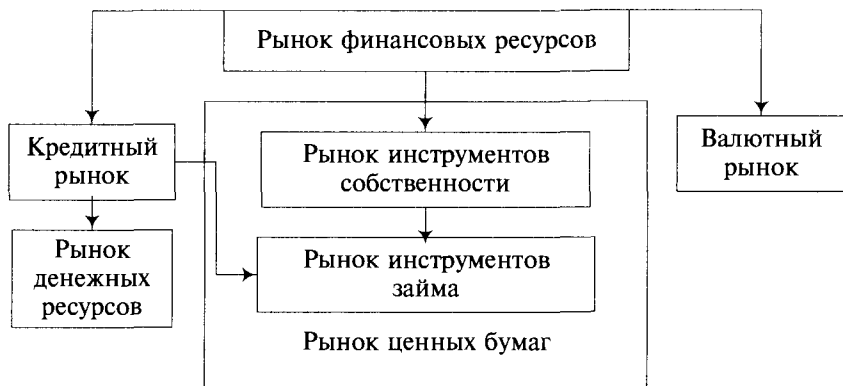 Рынок финансовых ресурсов
Кредитный
рынок
Рынок инструментов
собственности
Валютный
рынок
Рынок
денежных
ресурсов
Рынок инструментов
займа
Рынок ценных бумаг